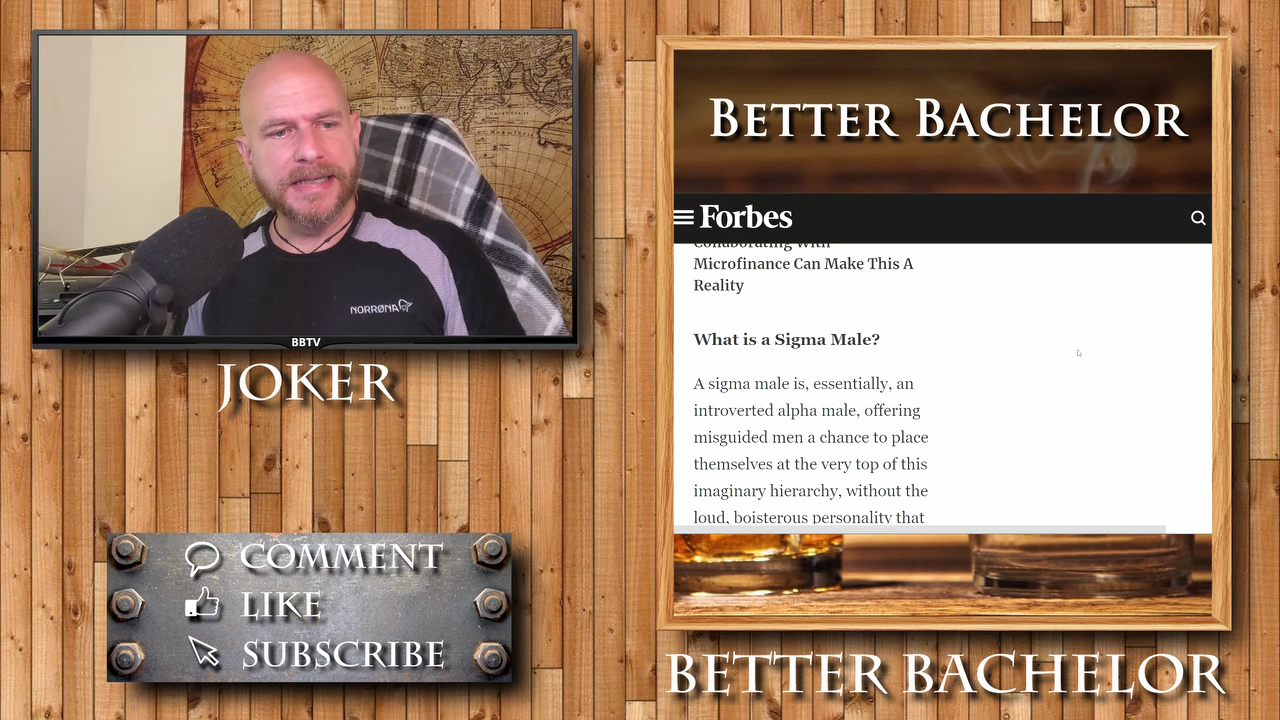 NORRØNA
BBTV
JOKER
COMMENT
LIKE
SUBSCRIBE
BETTER BACHELOR
Forbes
Collaborating With
Microfinance Can Make This A
Reality
What is a Sigma Male?
A sigma male is, essentially, an
introverted alpha male, offering
misguided men a chance to place
themselves at the very top of this
imaginary hierarchy, without the
loud, boisterous personality that
BETTER BACHELOR